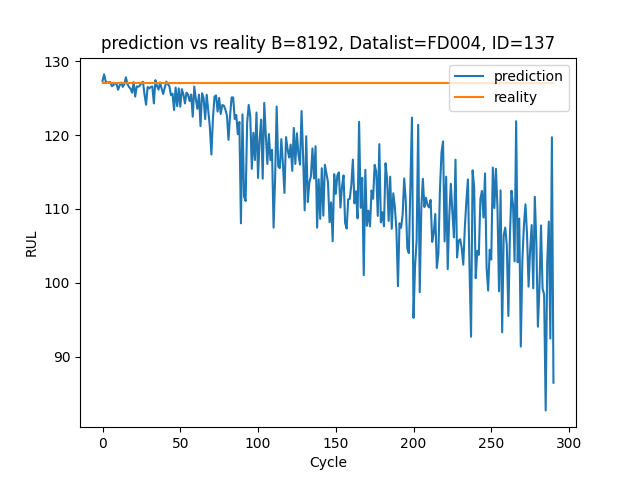 prediction vs reality B=8192, Datalist=FD004, ID=137
130
120
110
100
90
RUL
prediction
reality
0
50
100
150
200
250
300
Cycle